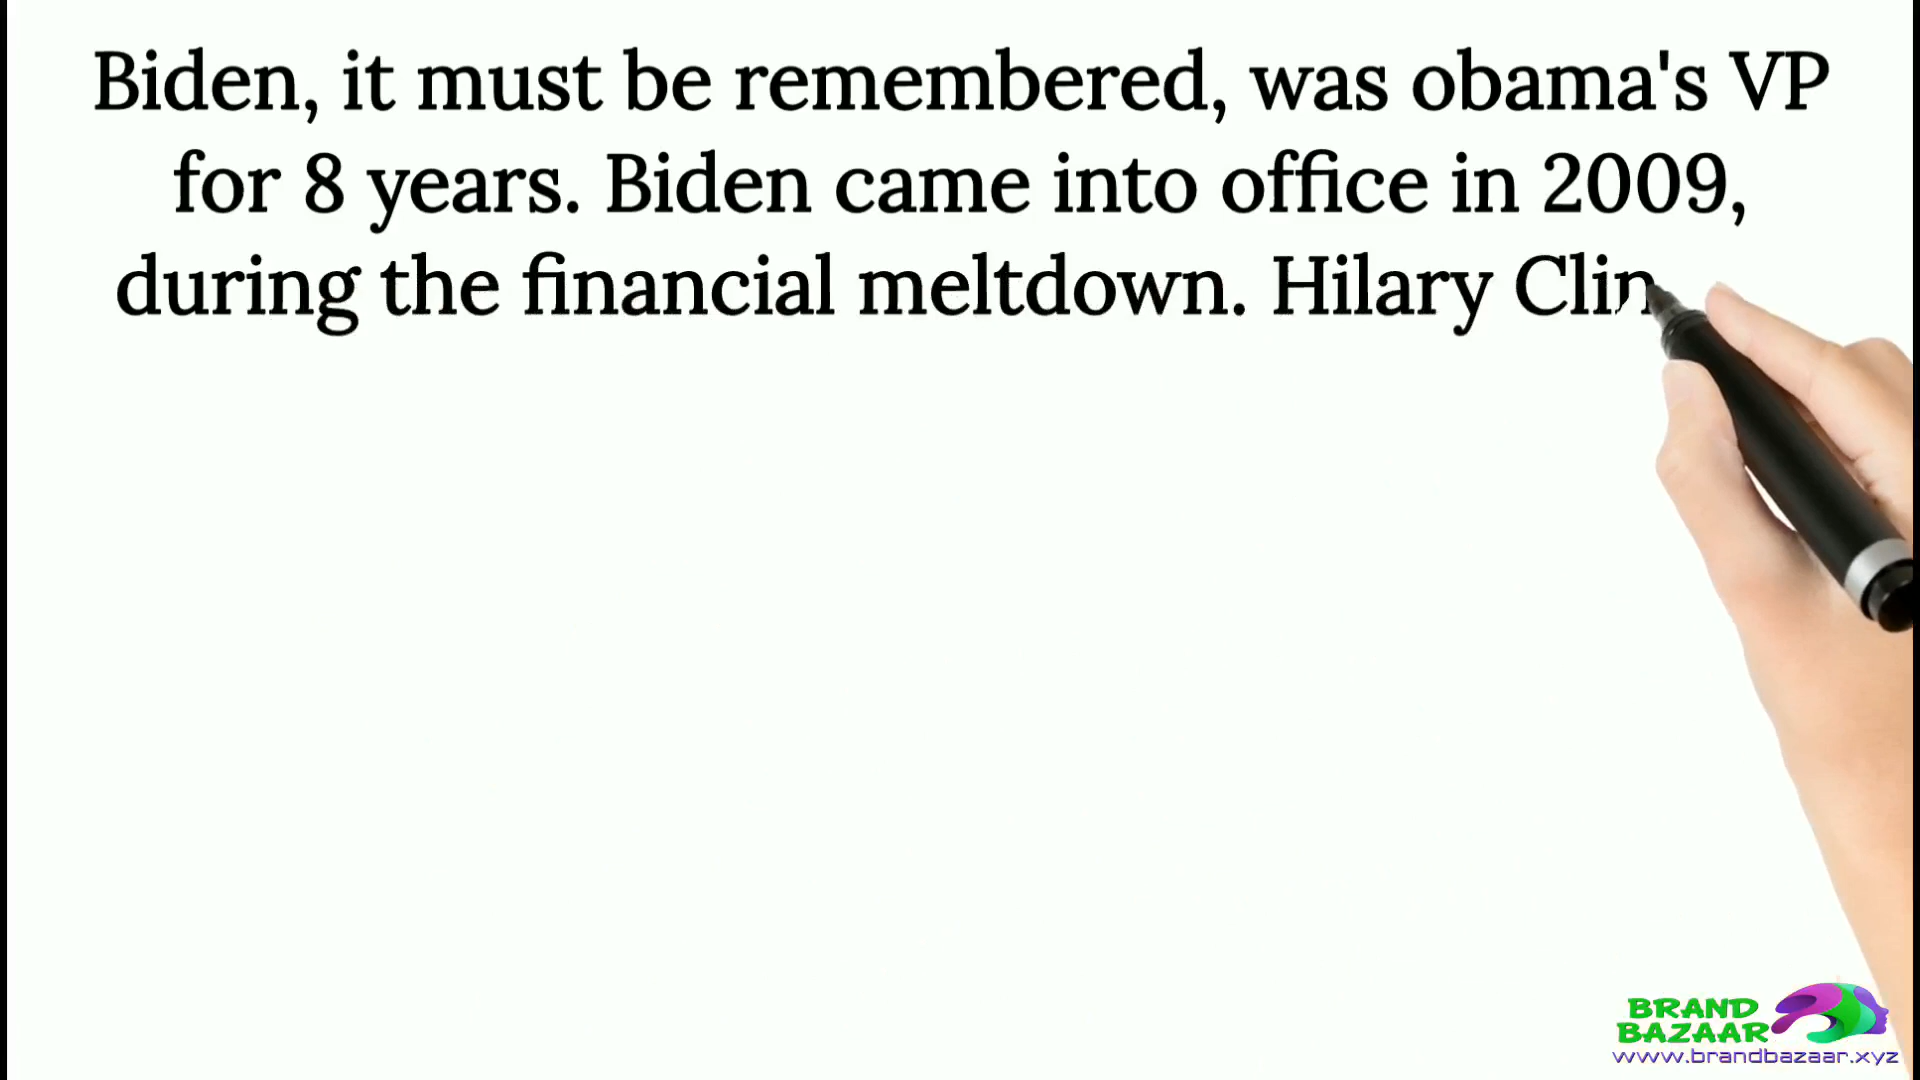 Biden, it must be remembered, was obama's VP
for 8 years. Biden came into office in 2009,
during the financial meltdown. Hilary Clin
BRAND
BAZAAR
www.brandbazaar.xyz